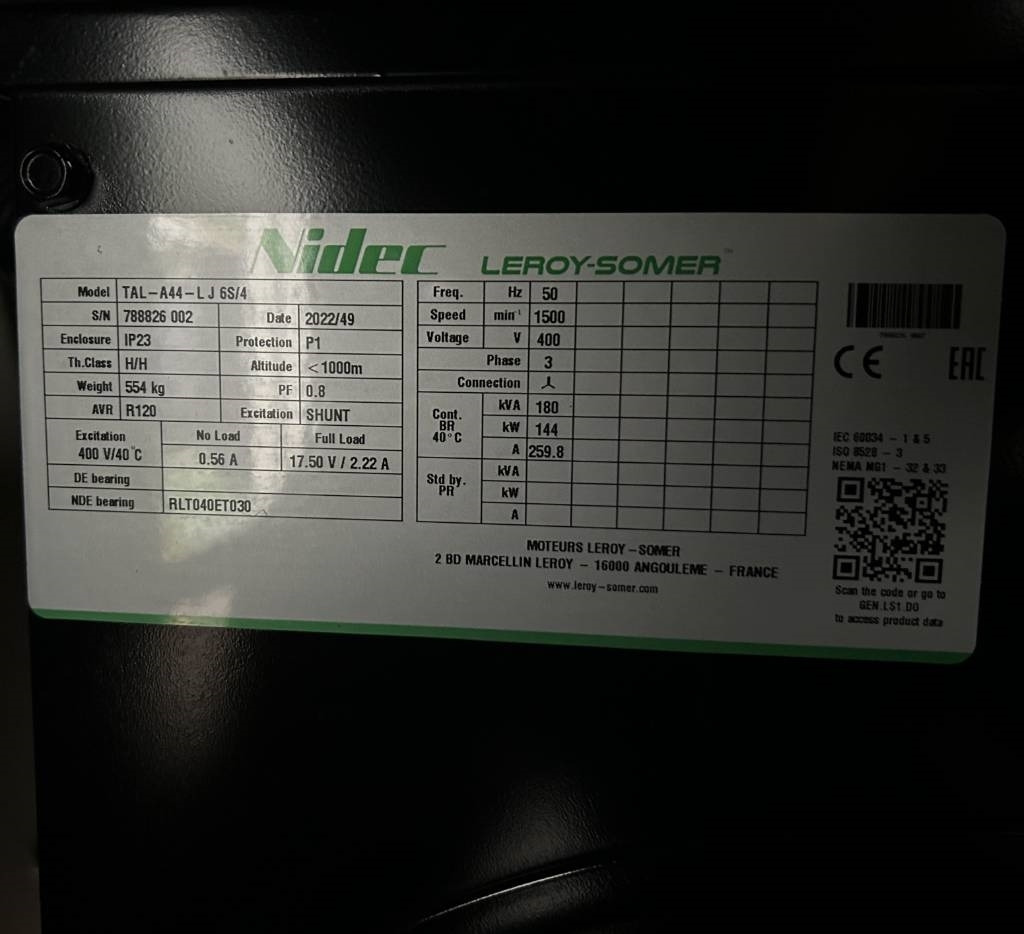 Nidec LEROY-SOMER™
Model TAL-A44-L J 6S/4
S/N 788826 002 Date 2022/49
Enclosure IP23 Protection P1
Th.Class H/H Altitude <1000m
Weight 554 kg PF 0.8
AVR R120 Excitation SHUNT
Excitation 400 V/40°C No Load Full Load
0.56 A 17.50 V / 2.22 A
DE bearing
NDE bearing RLT040ET030
Freq. Hz 50
Speed min⁻¹ 1500
Voltage V 400
Phase 3
Connection
Cont. BR 40°C kVA 180
kW 144
A 259.8
Std by. PR kVA
kW
A
MOTEURS LEROY-SOMER
2 BD MARCELLIN LEROY - 16000 ANGOULEME - FRANCE
www.leroy-somer.com
CE EAC
IEC 60034 - 1 & 5
ISO 8528 - 3
NEMA MG1 - 32 & 33
Scan the code or go to
GEN.LS1.DO
to access product data